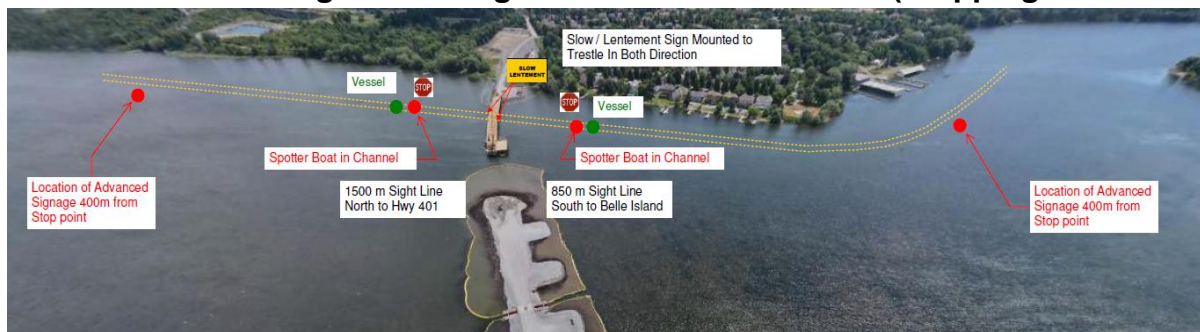 Slow / Lentement Sign Mounted to
Trestle In Both Direction
SLOW
LENTEMENT
Vessel
STOP
STOP
Vessel
Spotter Boat in Channel
Spotter Boat in Channel
Location of Advanced
Signage 400m from
Stop point
1500 m Sight Line
North to Hwy 401
850 m Sight Line
South to Belle Island
Location of Advanced
Signage 400m from
Stop point